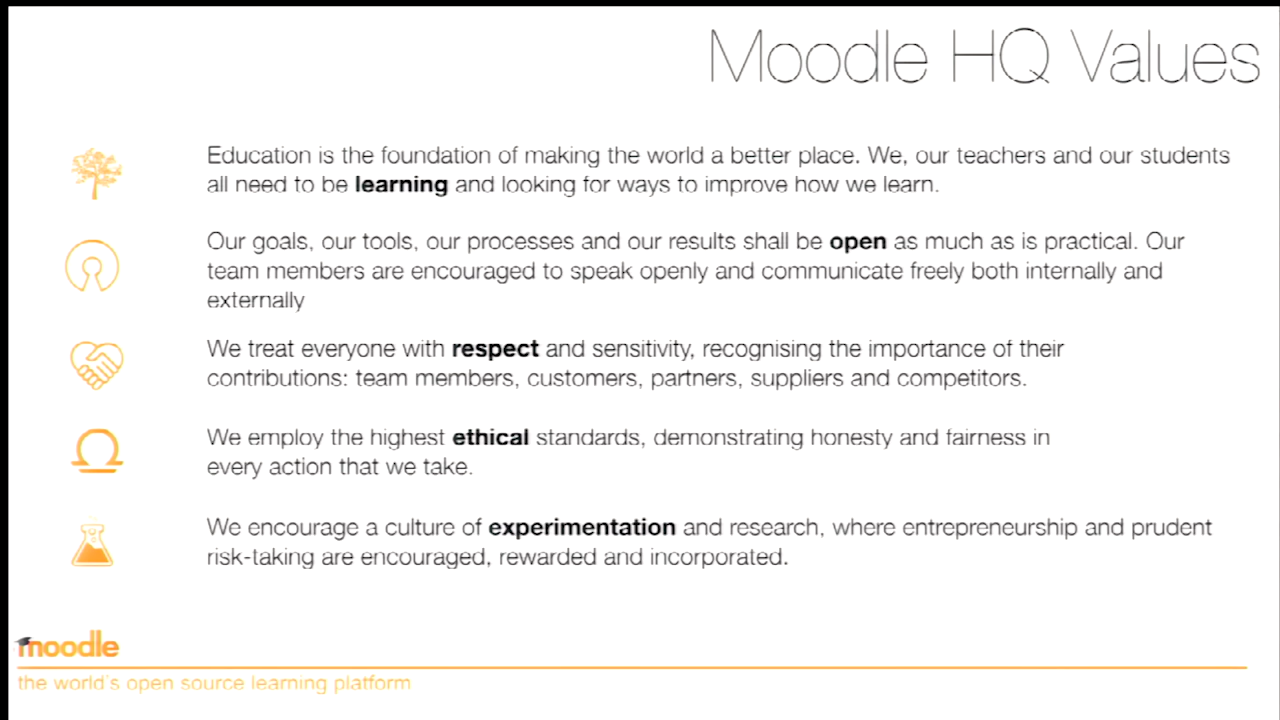 Moodle HQ Values
Education is the foundation of making the world a better place. We, our teachers and our students
all need to be learning and looking for ways to improve how we learn.
Our goals, our tools, our processes and our results shall be open as much as is practical. Our
team members are encouraged to speak openly and communicate freely both internally and
externally
We treat everyone with respect and sensitivity, recognising the importance of their
contributions: team members, customers, partners, suppliers and competitors.
We employ the highest ethical standards, demonstrating honesty and fairness in
every action that we take.
We encourage a culture of experimentation and research, where entrepreneurship and prudent
risk-taking are encouraged, rewarded and incorporated.
moodle
the world's open source learning platform